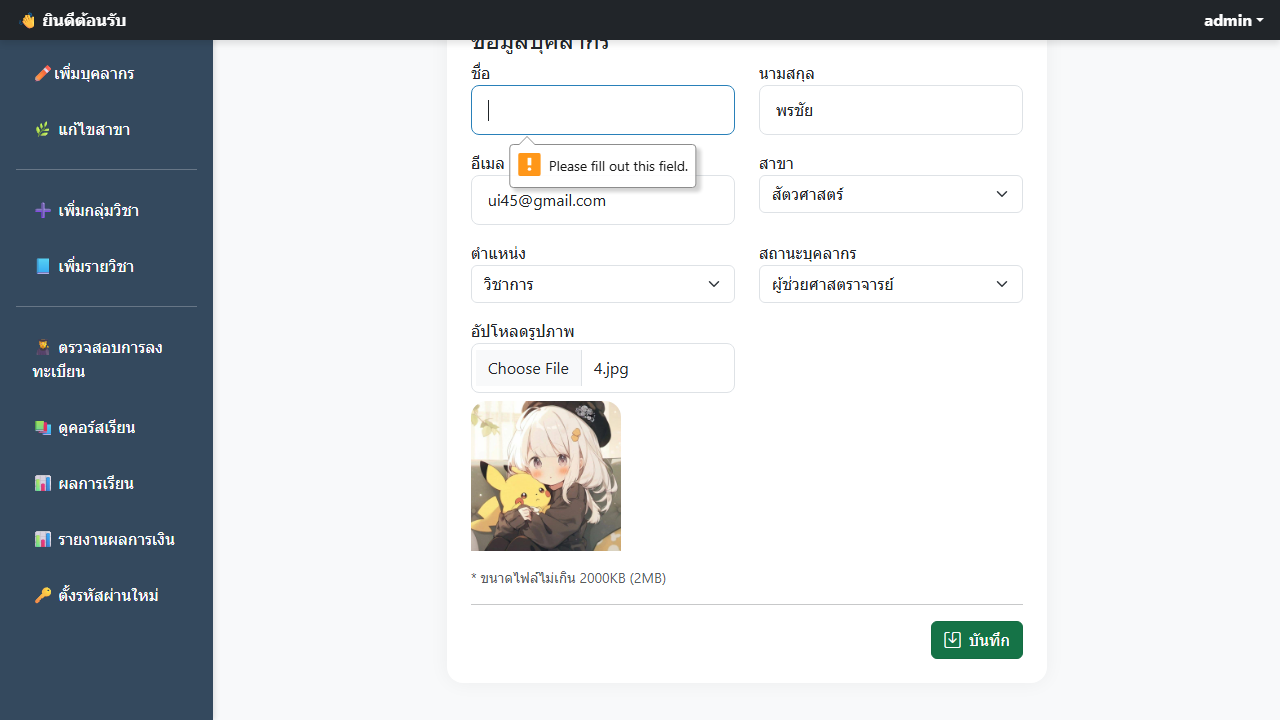 👋 ยินดีต้อนรับ
admin
เพิ่มบุคลากร
แก้ไขสาขา
เพิ่มกลุ่มวิชา
เพิ่มรายวิชา
ตรวจสอบการลง
ทะเบียน
ดูคอร์สเรียน
ผลการเรียน
รายงานผลการเงิน
ตั้งรหัสผ่านใหม่
ข้อมูลบุคลากร
ชื่อ
นามสกุล
พรชัย
Please fill out this field.
อีเมล
สาขา
ui45@gmail.com
สัตวศาสตร์
ตำแหน่ง
สถานะบุคลากร
วิชาการ
ผู้ช่วยศาสตราจารย์
อัปโหลดรูปภาพ
Choose File 4.jpg
* ขนาดไฟล์ไม่เกิน 2000KB (2MB)
บันทึก